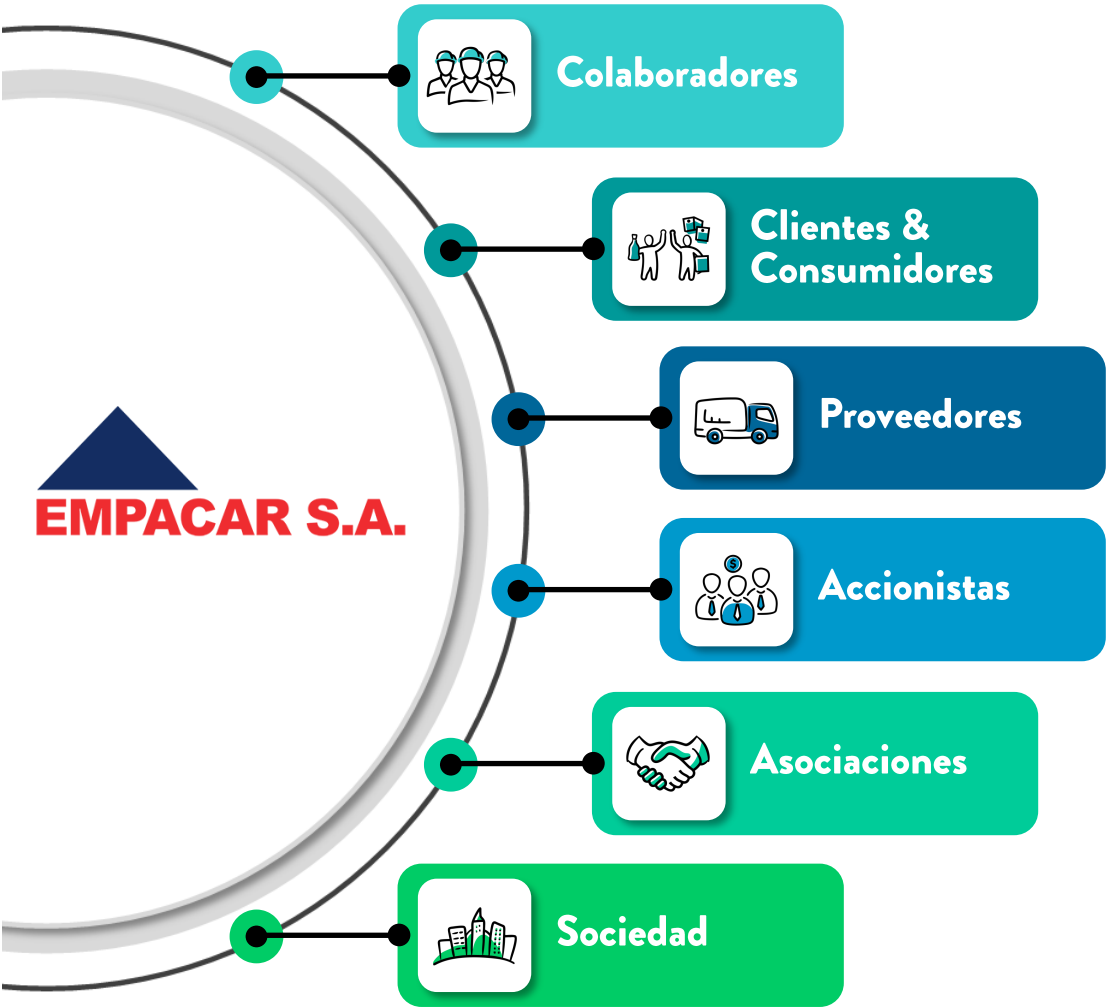 Colaboradores
Clientes &
Consumidores
Proveedores
EMPACAR S.A.
$
Accionistas
Asociaciones
Sociedad